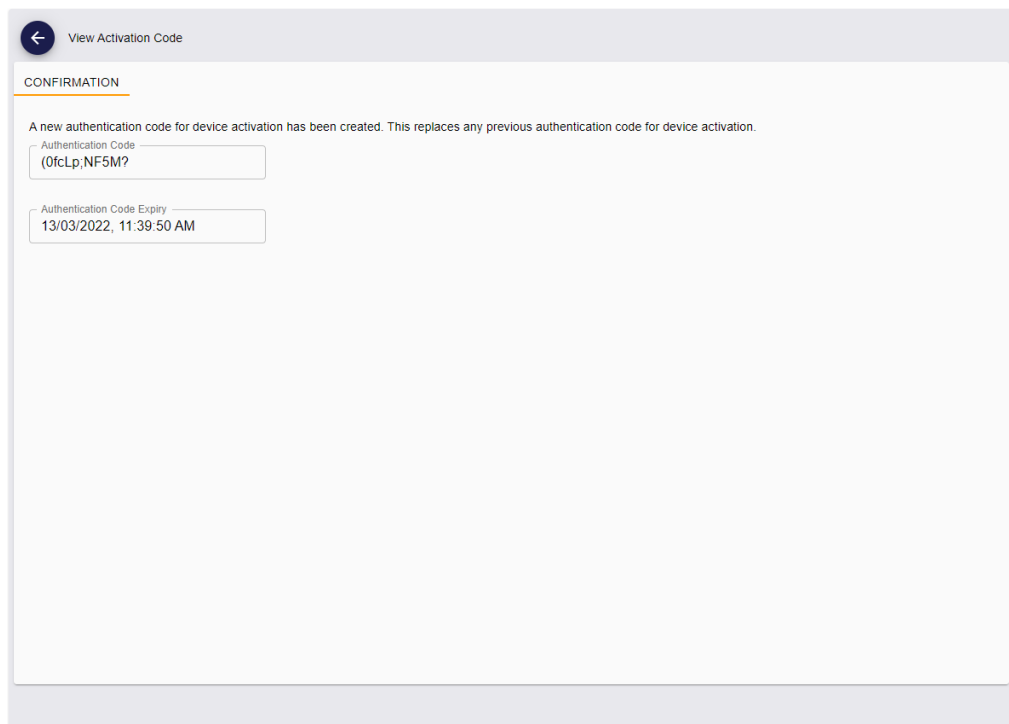 View Activation Code
CONFIRMATION
A new authentication code for device activation has been created. This replaces any previous authentication code for device activation.
Authentication Code
(0fcLp;NF5M?
Authentication Code Expiry
13/03/2022, 11:39:50 AM